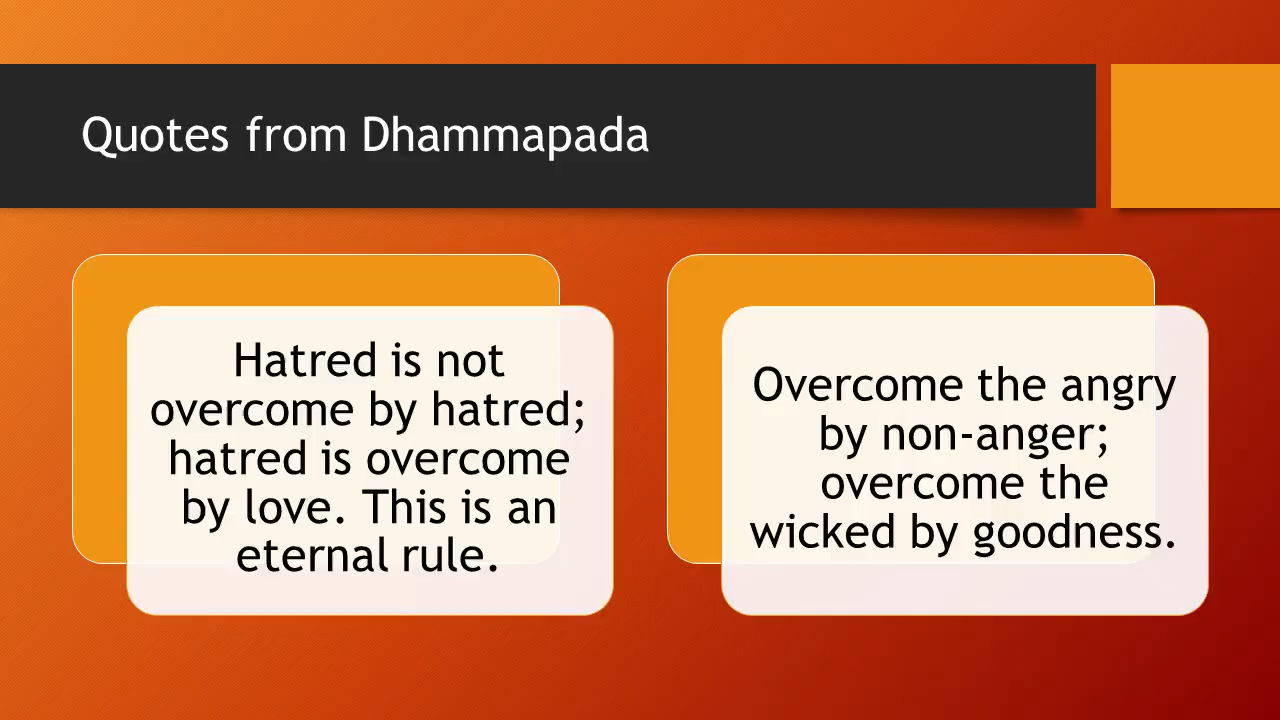 Quotes from Dhammapada
Hatred is not
overcome by hatred;
hatred is overcome
by love. This is an
eternal rule.
Overcome the angry
by non-anger;
overcome the
wicked by goodness.